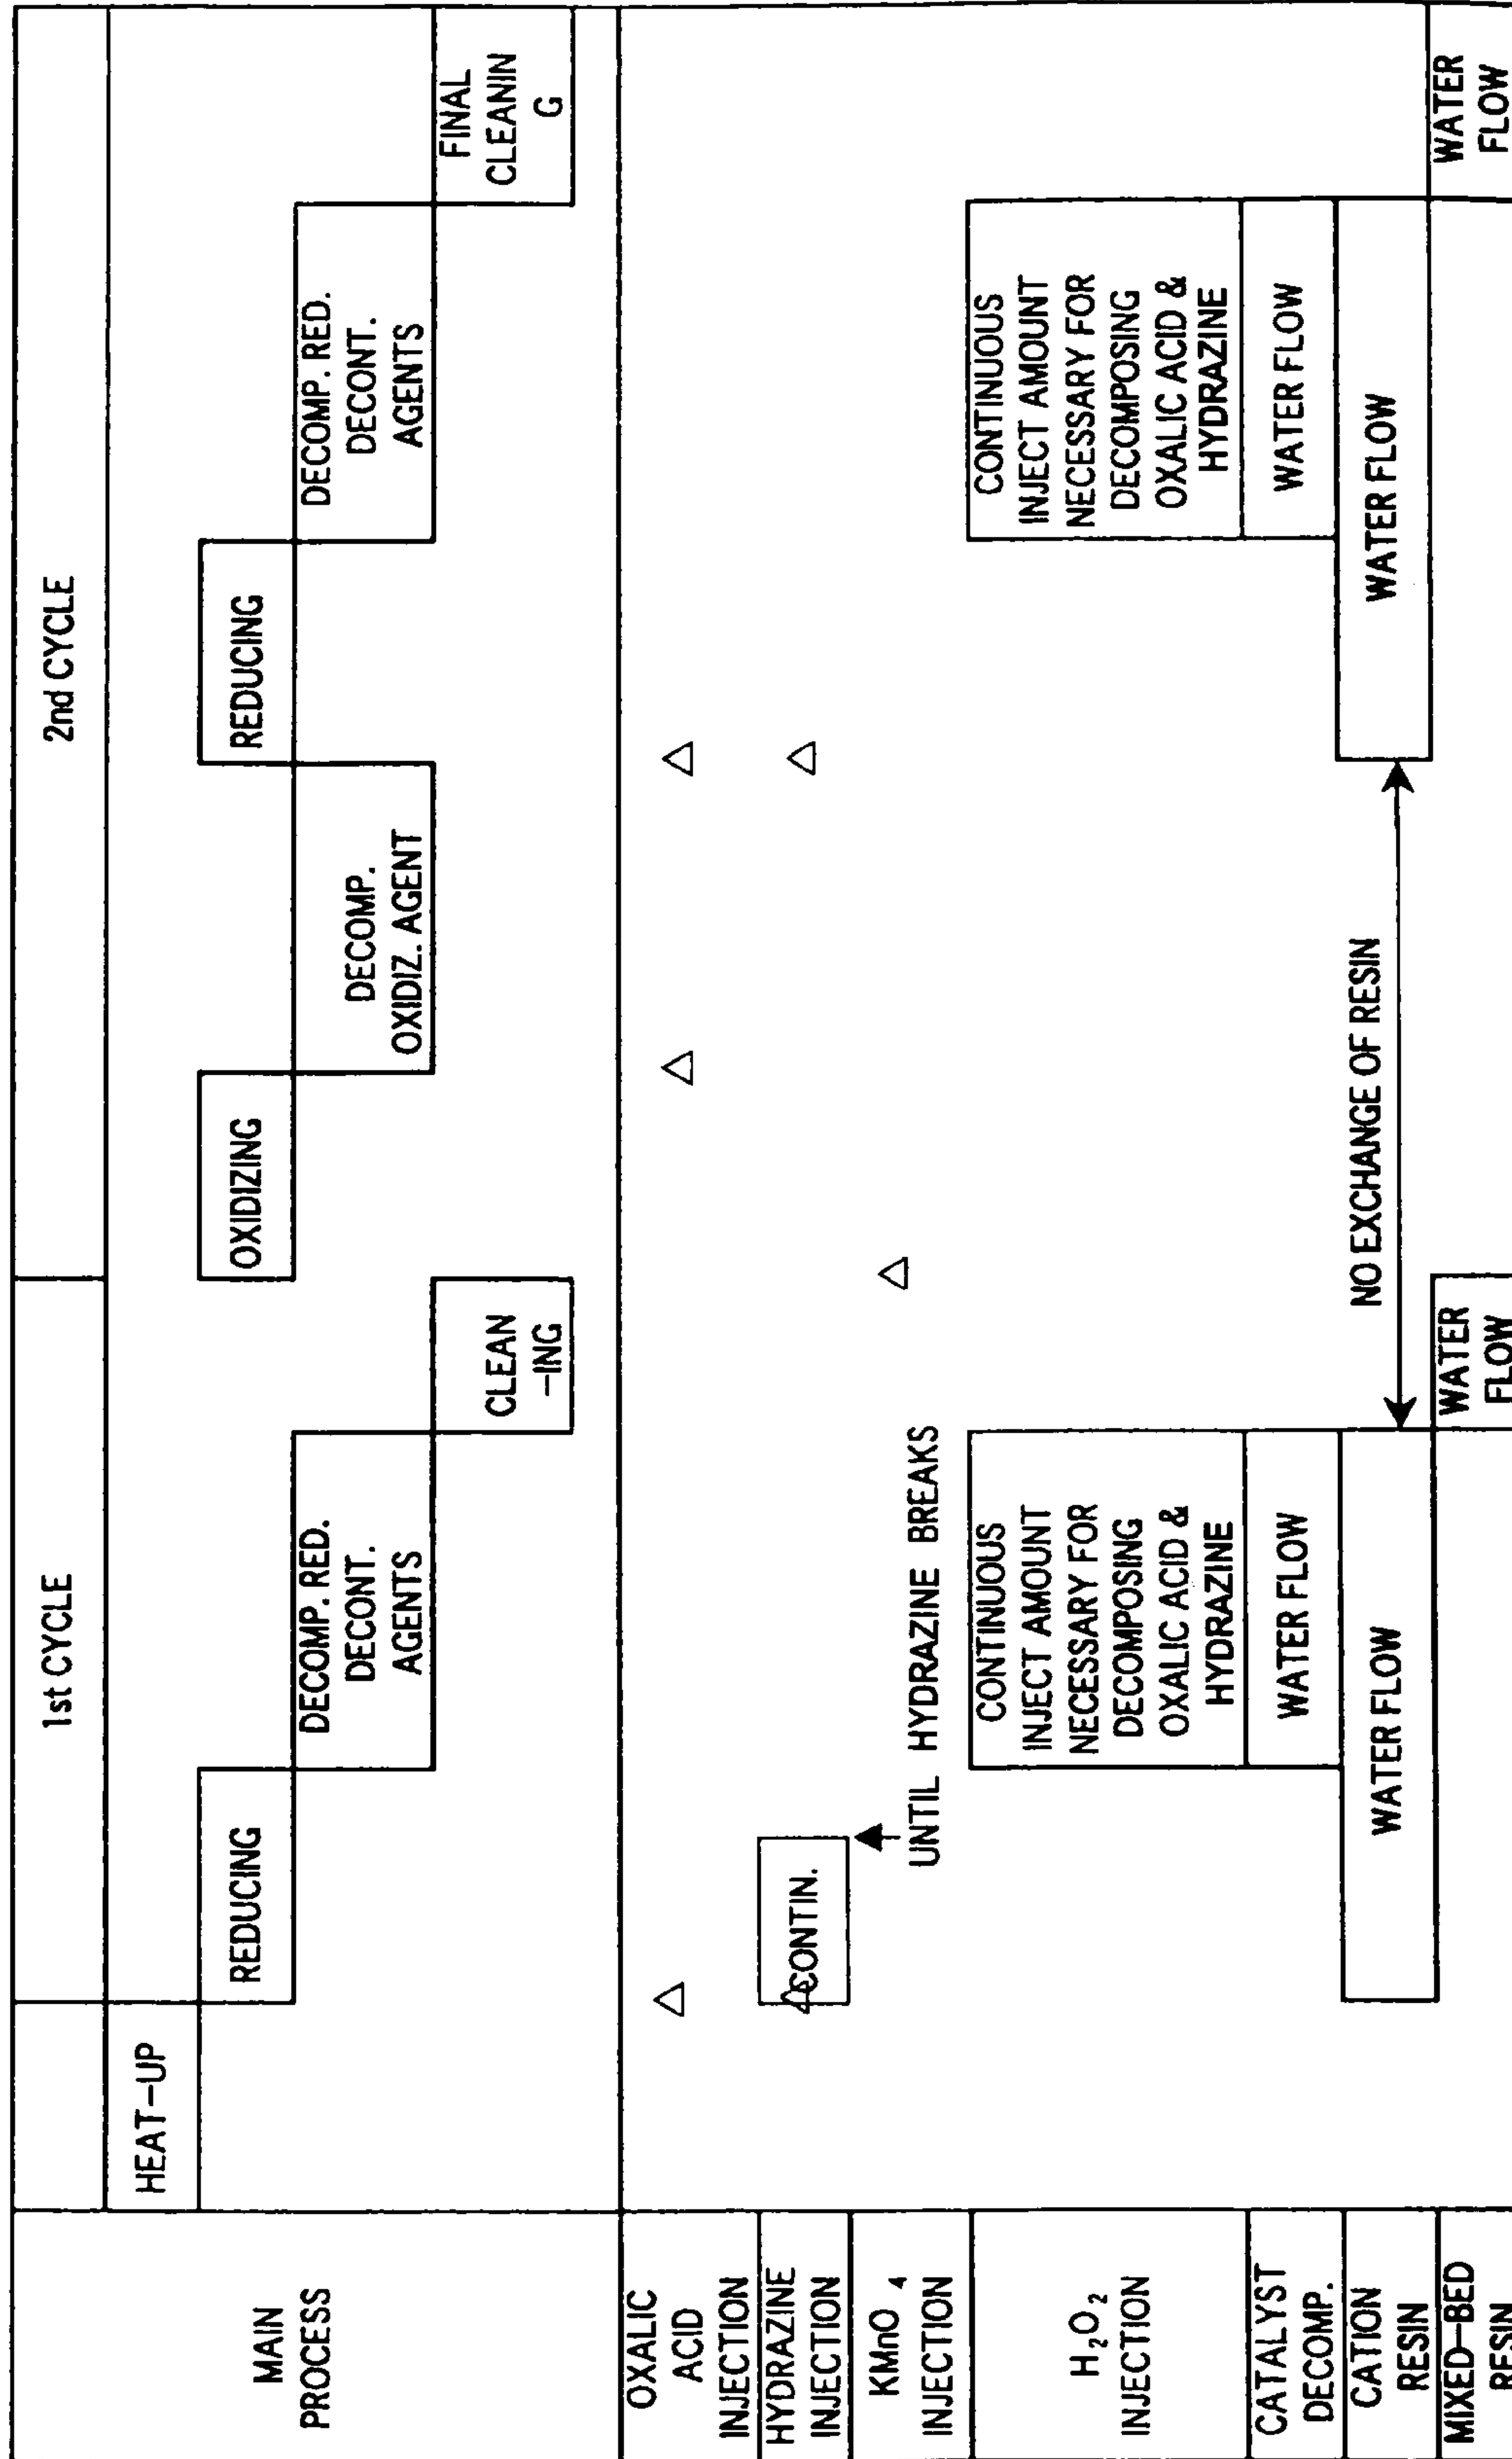 1st CYCLE
2nd CYCLE
MAIN
PROCESS
HEAT-UP
REDUCING
DECOMP. RED.
DECONT.
AGENTS
CLEAN
-ING
OXIDIZING
DECOMP.
OXIDIZ. AGENT
REDUCING
DECOMP. RED.
DECONT.
AGENTS
FINAL
CLEANIN
G
OXALIC
ACID
INJECTION
HYDRAZINE
INJECTION
CONTIN.
UNTIL HYDRAZINE BREAKS
KMnO4
INJECTION
H2O2
INJECTION
CONTINUOUS
INJECT AMOUNT
NECESSARY FOR
DECOMPOSING
OXALIC ACID &
HYDRAZINE
CONTINUOUS
INJECT AMOUNT
NECESSARY FOR
DECOMPOSING
OXALIC ACID &
HYDRAZINE
CATALYST
DECOMP.
WATER FLOW
WATER FLOW
CATION
RESIN
WATER FLOW
NO EXCHANGE OF RESIN
WATER FLOW
MIXED-BED
RESIN
WATER
FLOW
WATER
FLOW